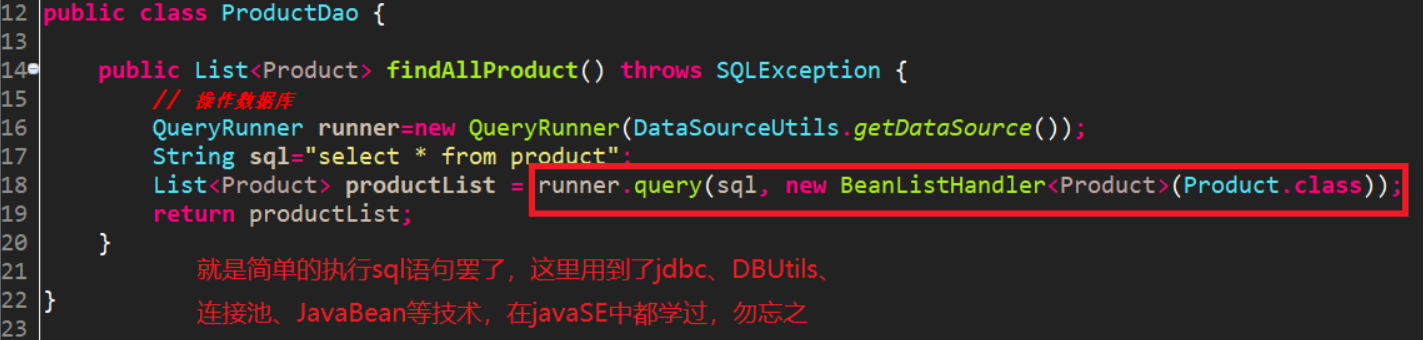 12 public class ProductDao {
13
14 public List<Product> findAllProduct() throws SQLException {
15 // 操作数据库
16 QueryRunner runner=new QueryRunner(DataSourceUtils.getDataSource());
17 String sql="select * from product";
18 List<Product> productList = runner.query(sql, new BeanListHandler<Product>(Product.class));
19 return productList;
20 }
21 就是简单的执行sql语句罢了，这里用到了jdbc、DBUtils、
22 }
连接池、JavaBean等技术，在javaSE中都学过，勿忘之
23